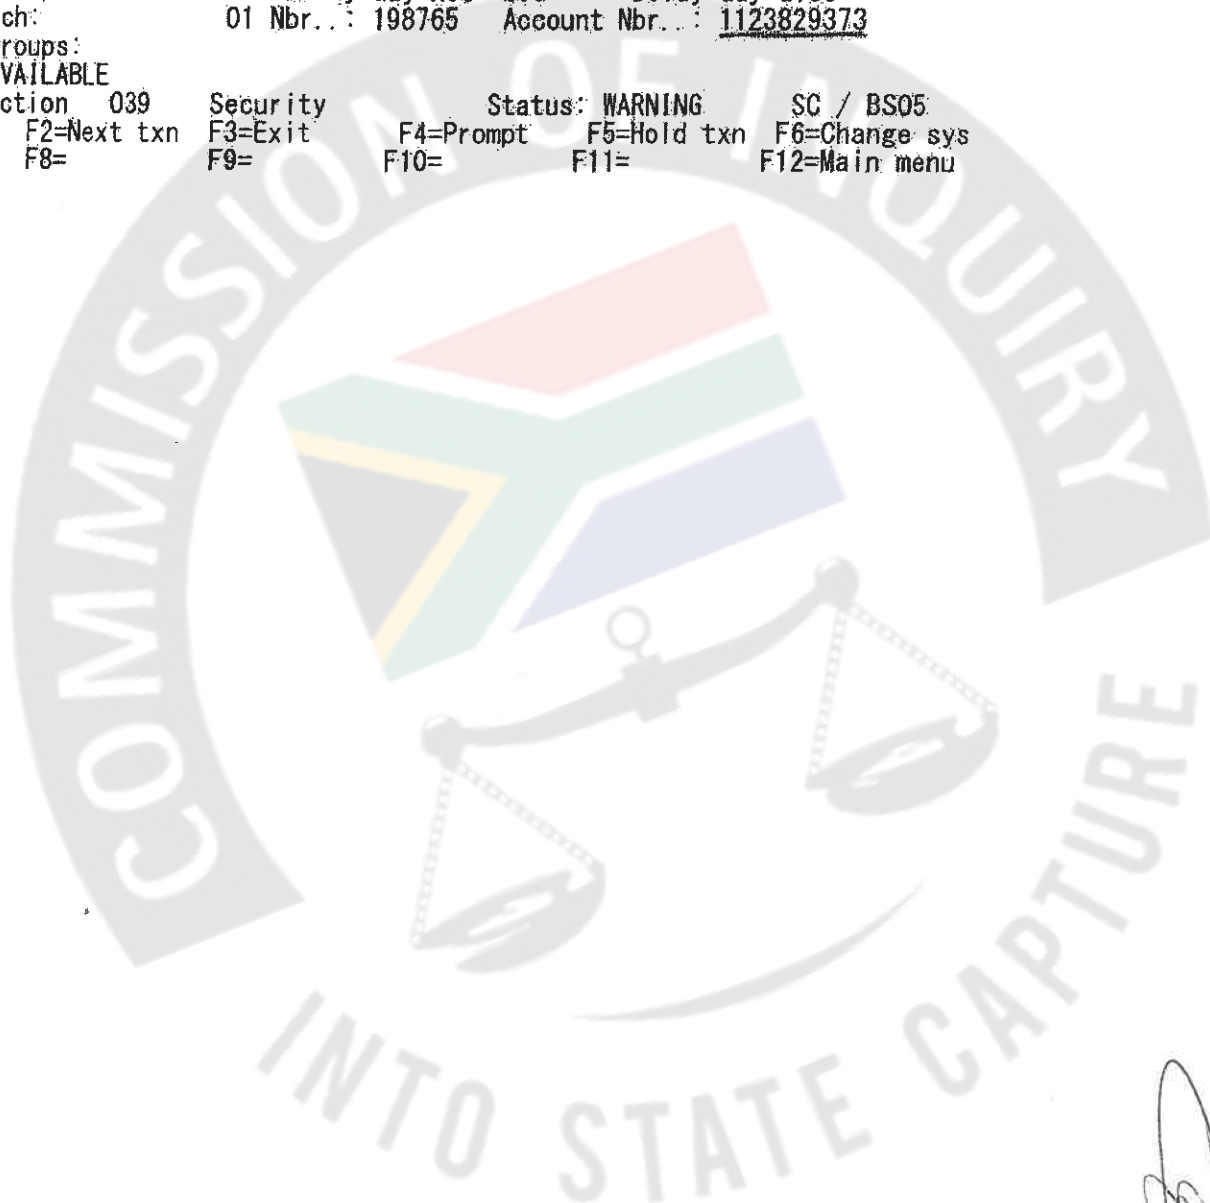 ch: 01 Nbr..: 198765 Account Nbr..: 1123829373
roups:
VAILABLE
ction 039 Security Status: WARNING SC / BS05
F2=Next txn F3=Exit F4=Prompt F5=Hold txn F6=Change sys
F8= F9= F10= F11= F12=Main menu
COMMISSION OF INQUIRY
INTO STATE CAPTURE